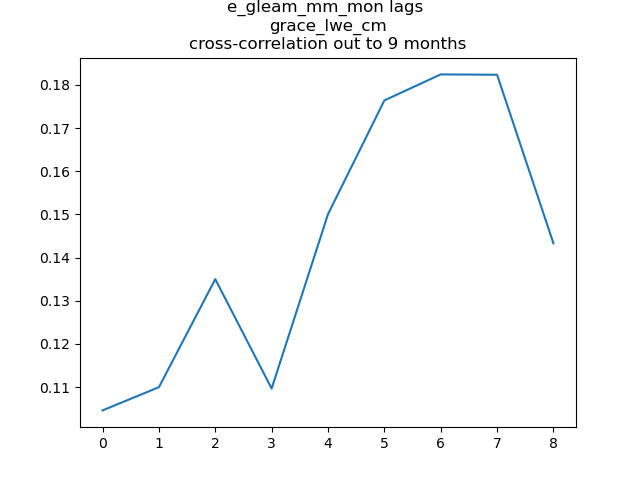 e_gleam_mm_mon lags
grace_lwe_cm
cross-correlation out to 9 months
0.18
0.17
0.16
0.15
0.14
0.13
0.12
0.11
0 1 2 3 4 5 6 7 8